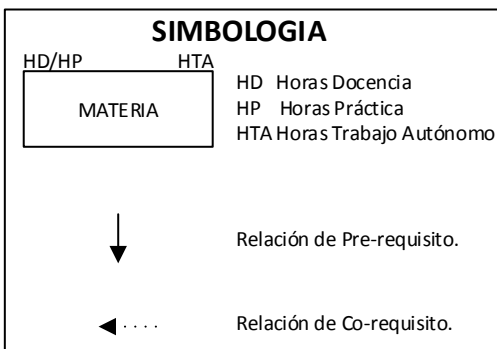 SIMBOLOGIA
HD/HP HTA
MATERIA
HD Horas Docencia
HP Horas Práctica
HTA Horas Trabajo Autónomo
Relación de Pre-requisito.
Relación de Co-requisito.